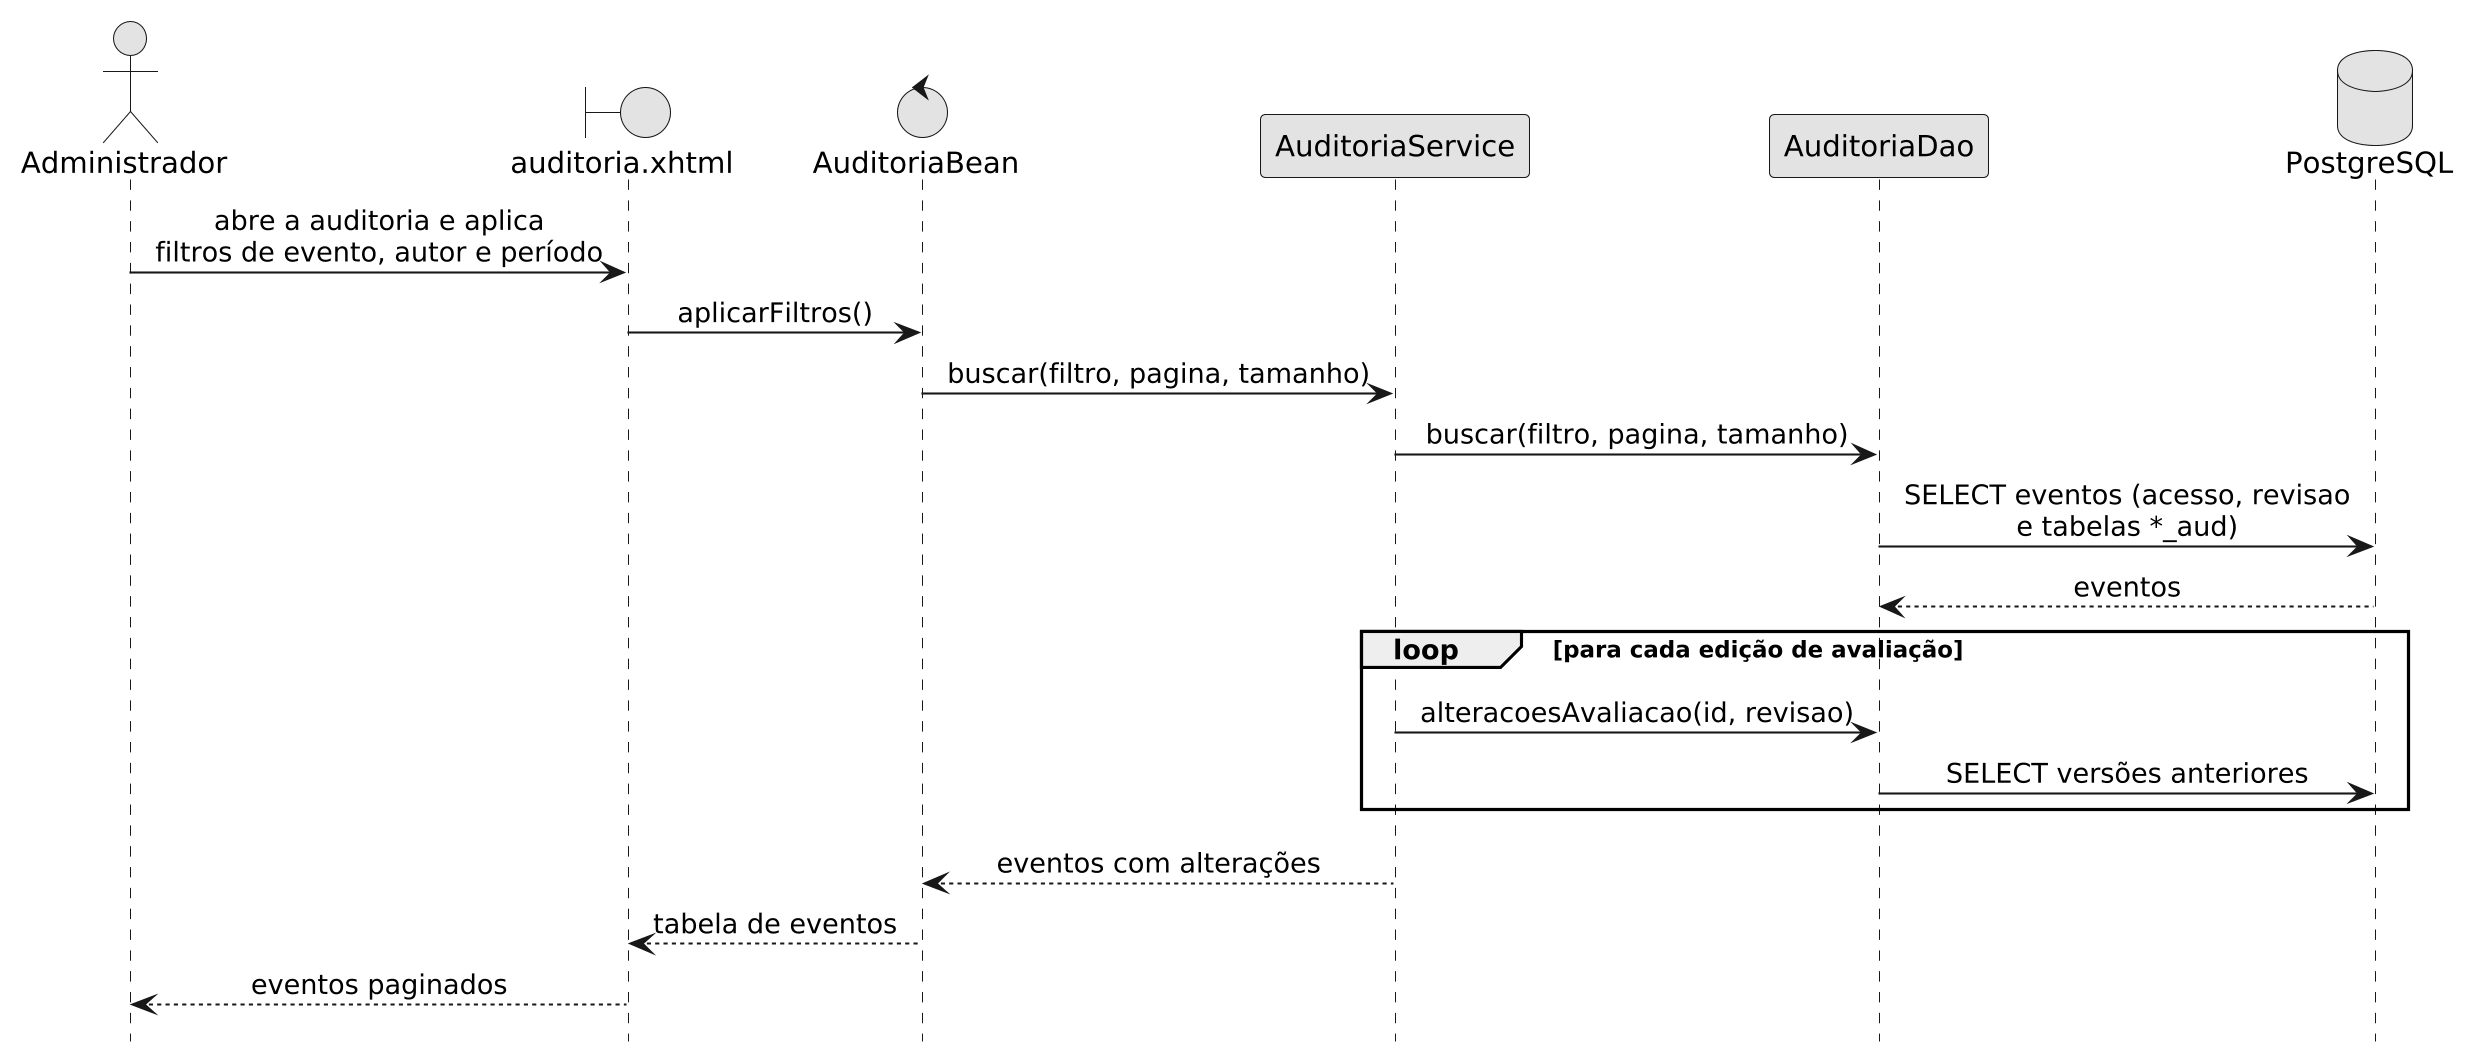 Administrador
auditoria.xhtml
AuditoriaBean
AuditoriaService
AuditoriaDao
PostgreSQL
abre a auditoria e aplica
filtros de evento, autor e período
aplicarFiltros()
buscar(filtro, pagina, tamanho)
buscar(filtro, pagina, tamanho)
SELECT eventos (acesso, revisao
e tabelas *_aud)
eventos
loop [para cada edição de avaliação]
alteracoesAvaliacao(id, revisao)
SELECT versões anteriores
eventos com alterações
tabela de eventos
eventos paginados